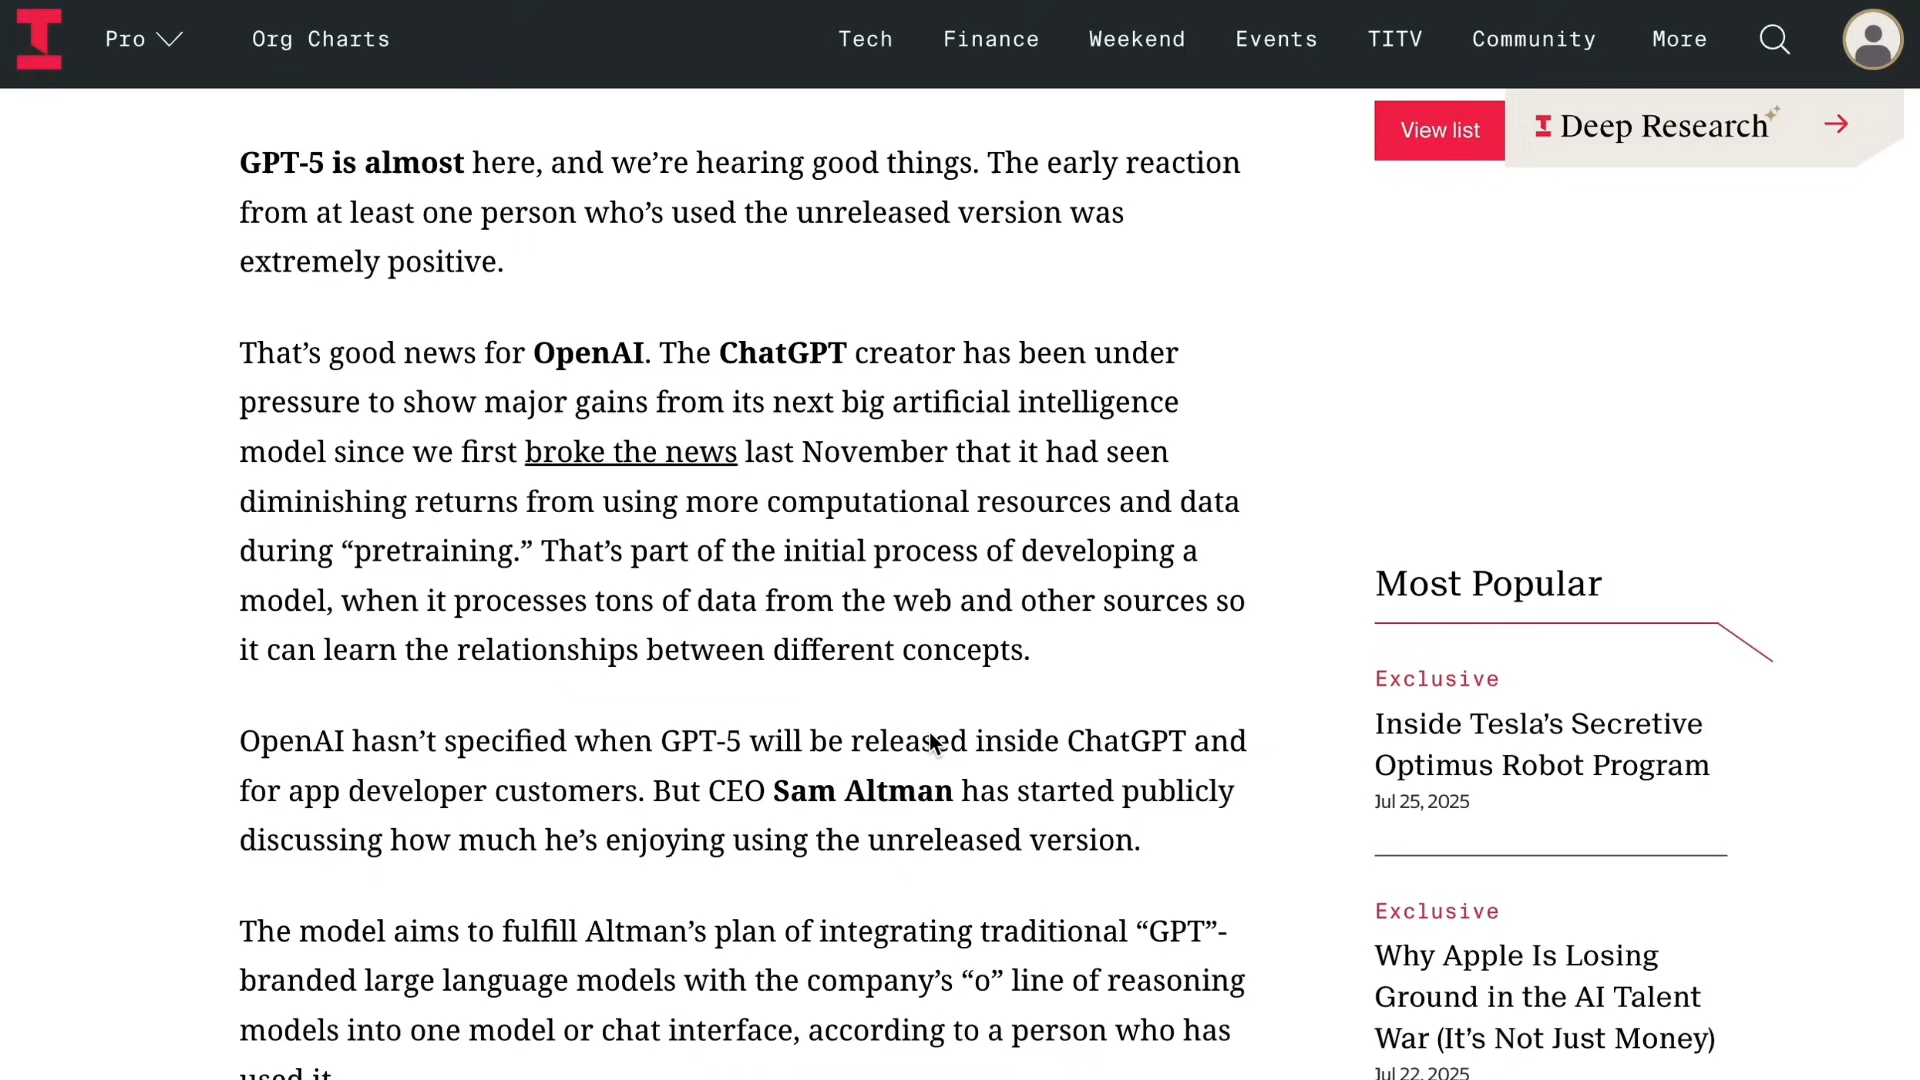 Pro
Org Charts
Tech
Finance
Weekend
Events
TITV
Community
More
View list
Deep Research
GPT-5 is almost here, and we’re hearing good things. The early reaction
from at least one person who’s used the unreleased version was
extremely positive.
That’s good news for OpenAI. The ChatGPT creator has been under
pressure to show major gains from its next big artificial intelligence
model since we first broke the news last November that it had seen
diminishing returns from using more computational resources and data
during “pretraining.” That’s part of the initial process of developing a
model, when it processes tons of data from the web and other sources so
it can learn the relationships between different concepts.
OpenAI hasn’t specified when GPT-5 will be released inside ChatGPT and
for app developer customers. But CEO Sam Altman has started publicly
discussing how much he’s enjoying using the unreleased version.
The model aims to fulfill Altman’s plan of integrating traditional “GPT”-
branded large language models with the company’s “o” line of reasoning
models into one model or chat interface, according to a person who has
used it.
Most Popular
Exclusive
Inside Tesla’s Secretive
Optimus Robot Program
Jul 25, 2025
Exclusive
Why Apple Is Losing
Ground in the AI Talent
War (It’s Not Just Money)
Jul 22, 2025